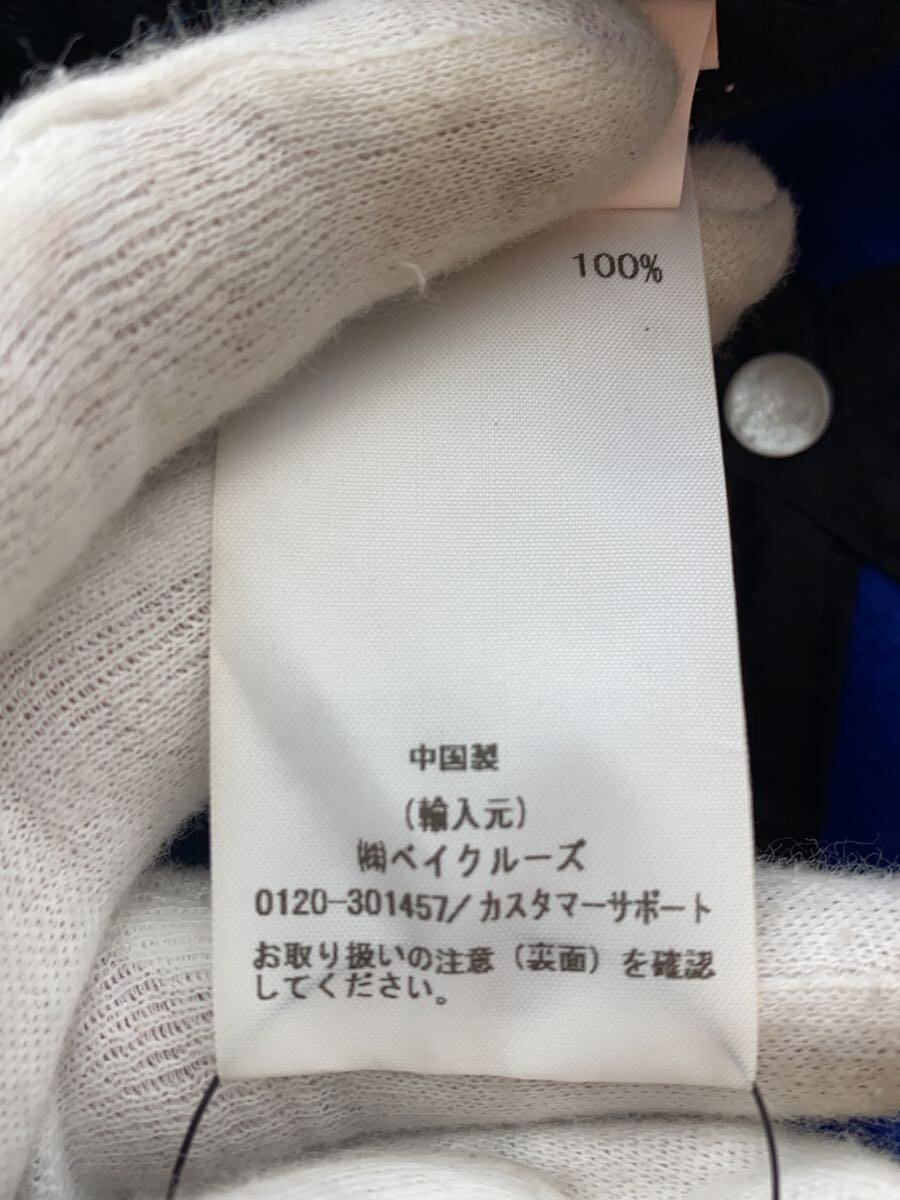 100%
中国製
(輸入元)
㈱ベイクルーズ
0120-301457/カスタマーサポート
お取り扱いの注意(裏面)を確認
してください。